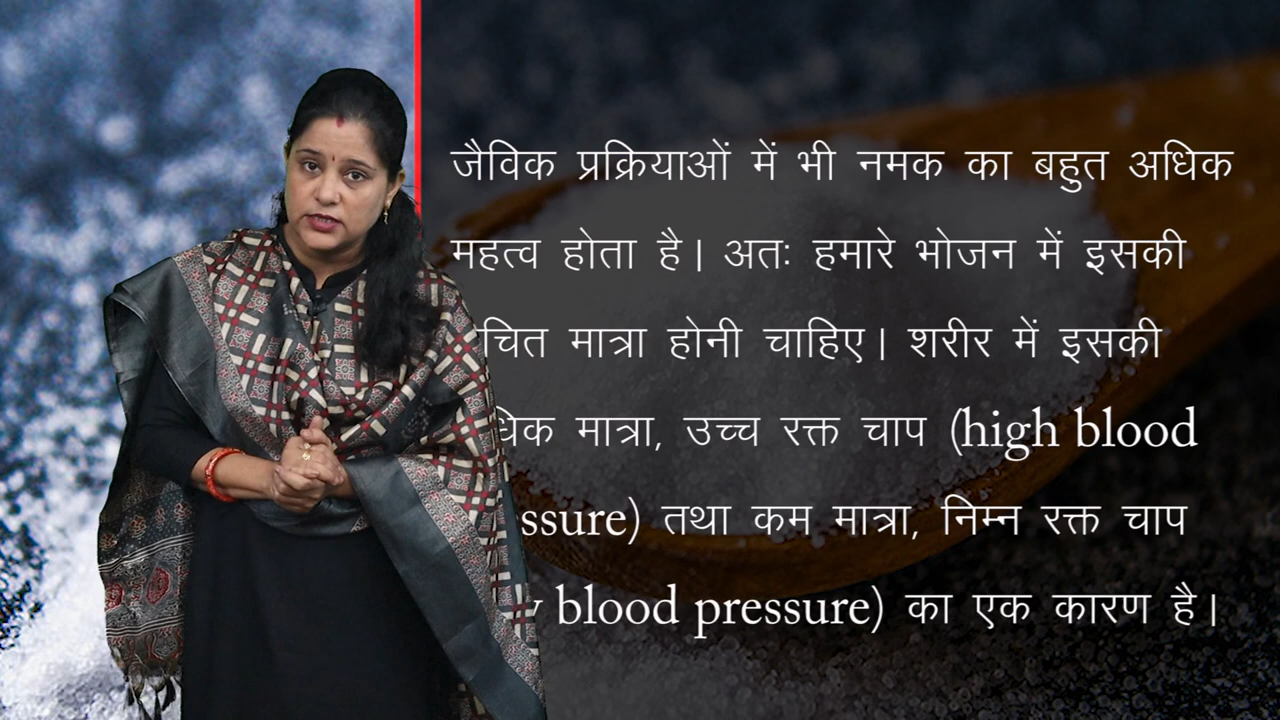 जैविक प्रक्रियाओं में भी नमक का बहुत अधिक
महत्व होता है। अतः हमारे भोजन में इसकी
मात्रा होनी चाहिए। शरीर में इसकी
मात्रा, उच्च रक्त चाप (high blood
तथा कम मात्रा, निम्न रक्त चाप
blood pressure) का एक कारण है।